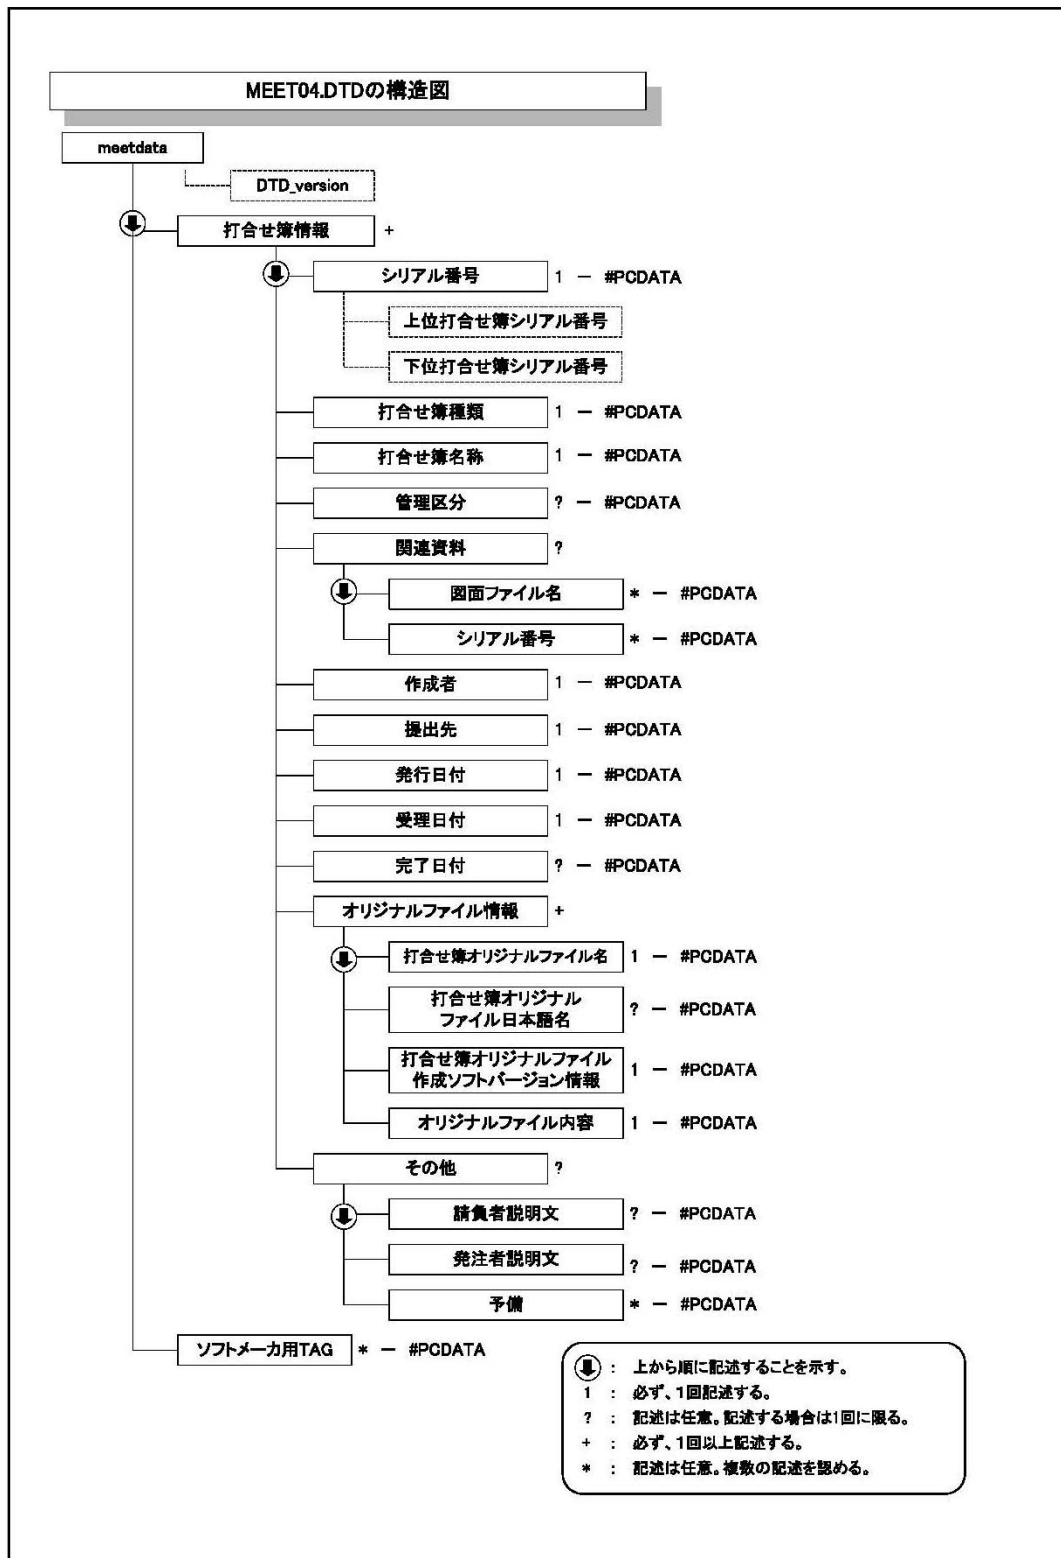 MEET04.DTDの構造図
meetdata
DTD_version
打合せ簿情報 +
シリアル番号 1 － #PCDATA
上位打合せ簿シリアル番号
下位打合せ簿シリアル番号
打合せ簿種類 1 － #PCDATA
打合せ簿名称 1 － #PCDATA
管理区分 ? － #PCDATA
関連資料 ?
図面ファイル名 * － #PCDATA
シリアル番号 * － #PCDATA
作成者 1 － #PCDATA
提出先 1 － #PCDATA
発行日付 1 － #PCDATA
受理日付 1 － #PCDATA
完了日付 ? － #PCDATA
オリジナルファイル情報 +
打合せ簿オリジナルファイル名 1 － #PCDATA
打合せ簿オリジナル
ファイル日本語名 ? － #PCDATA
打合せ簿オリジナルファイル
作成ソフトバージョン情報 1 － #PCDATA
オリジナルファイル内容 1 － #PCDATA
その他 ?
請負者説明文 ? － #PCDATA
発注者説明文 ? － #PCDATA
予備 * － #PCDATA
ソフトメーカ用TAG * － #PCDATA
： 上から順に記述することを示す。
1 ： 必ず、1回記述する。
? ： 記述は任意。記述する場合は1回に限る。
+ ： 必ず、1回以上記述する。
* ： 記述は任意。複数の記述を認める。